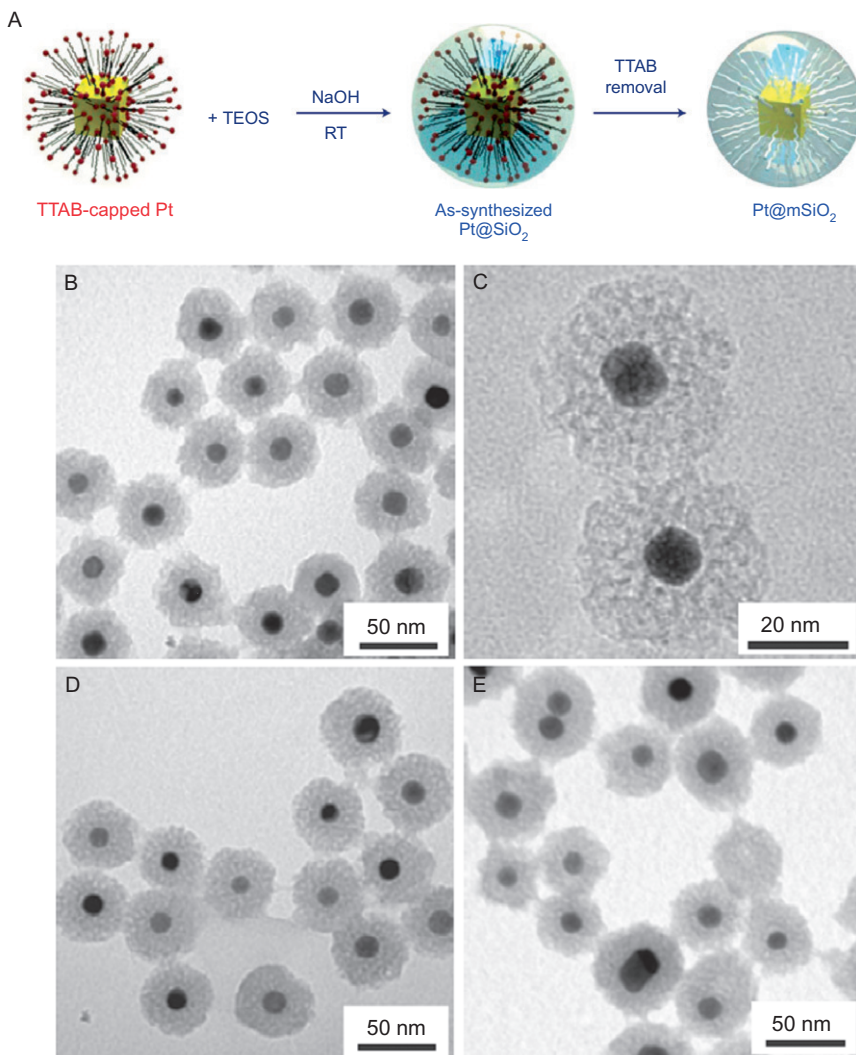 A
+ TEOS
NaOH
RT
TTAB
removal
TTAB-capped Pt
As-synthesized
Pt@SiO₂
Pt@mSiO₂
B
50 nm
C
20 nm
D
50 nm
E
50 nm